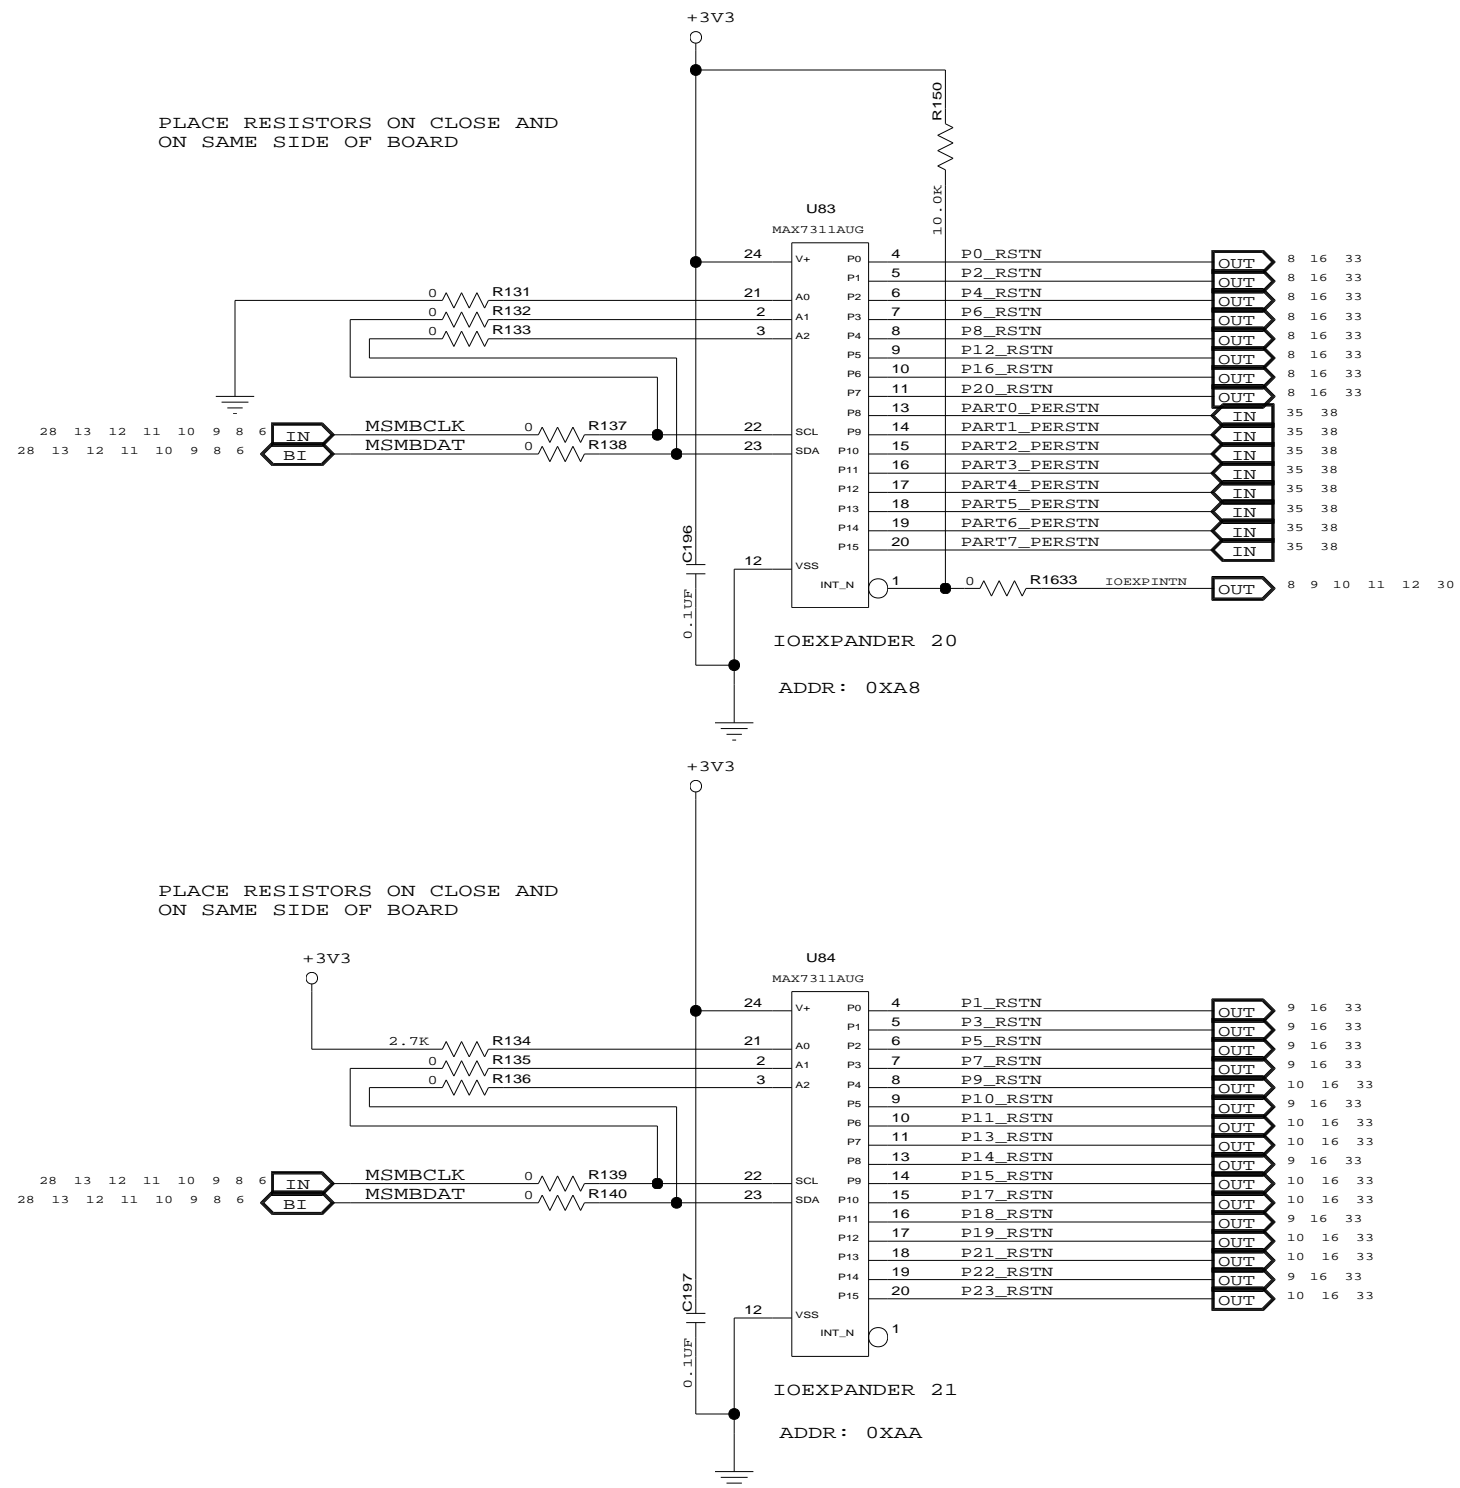 +3V3
PLACE RESISTORS ON CLOSE AND
ON SAME SIDE OF BOARD
R150
10.0K
U83
MAX7311AUG
24 V+ P0 4 P0_RSTN OUT 8 16 33
P1 5 P2_RSTN OUT 8 16 33
0 R131 21 A0 P2 6 P4_RSTN OUT 8 16 33
0 R132 2 A1 P3 7 P6_RSTN OUT 8 16 33
0 R133 3 A2 P4 8 P8_RSTN OUT 8 16 33
P5 9 P12_RSTN OUT 8 16 33
P6 10 P16_RSTN OUT 8 16 33
P7 11 P20_RSTN OUT 8 16 33
P8 13 PART0_PERSTN IN 35 38
28 13 12 11 10 9 8 6 IN MSMBCLK 0 R137 22 SCL P9 14 PART1_PERSTN IN 35 38
28 13 12 11 10 9 8 6 BI MSMBDAT 0 R138 23 SDA P10 15 PART2_PERSTN IN 35 38
P11 16 PART3_PERSTN IN 35 38
P12 17 PART4_PERSTN IN 35 38
P13 18 PART5_PERSTN IN 35 38
P14 19 PART6_PERSTN IN 35 38
P15 20 PART7_PERSTN IN 35 38
C196
0.1UF
12 VSS
INT_N 1 0 R1633 IOEXPINTN OUT 8 9 10 11 12 30
IOEXPANDER 20
ADDR: 0XA8
+3V3
PLACE RESISTORS ON CLOSE AND
ON SAME SIDE OF BOARD
+3V3
U84
MAX7311AUG
24 V+ P0 4 P1_RSTN OUT 9 16 33
P1 5 P3_RSTN OUT 9 16 33
2.7K R134 21 A0 P2 6 P5_RSTN OUT 9 16 33
0 R135 2 A1 P3 7 P7_RSTN OUT 9 16 33
0 R136 3 A2 P4 8 P9_RSTN OUT 10 16 33
P5 9 P10_RSTN OUT 9 16 33
P6 10 P11_RSTN OUT 10 16 33
P7 11 P13_RSTN OUT 10 16 33
P8 13 P14_RSTN OUT 9 16 33
28 13 12 11 10 9 8 6 IN MSMBCLK 0 R139 22 SCL P9 14 P15_RSTN OUT 10 16 33
28 13 12 11 10 9 8 6 BI MSMBDAT 0 R140 23 SDA P10 15 P17_RSTN OUT 10 16 33
P11 16 P18_RSTN OUT 9 16 33
P12 17 P19_RSTN OUT 10 16 33
P13 18 P21_RSTN OUT 10 16 33
P14 19 P22_RSTN OUT 9 16 33
P15 20 P23_RSTN OUT 10 16 33
C197
0.1UF
12 VSS
INT_N 1
IOEXPANDER 21
ADDR: 0XAA